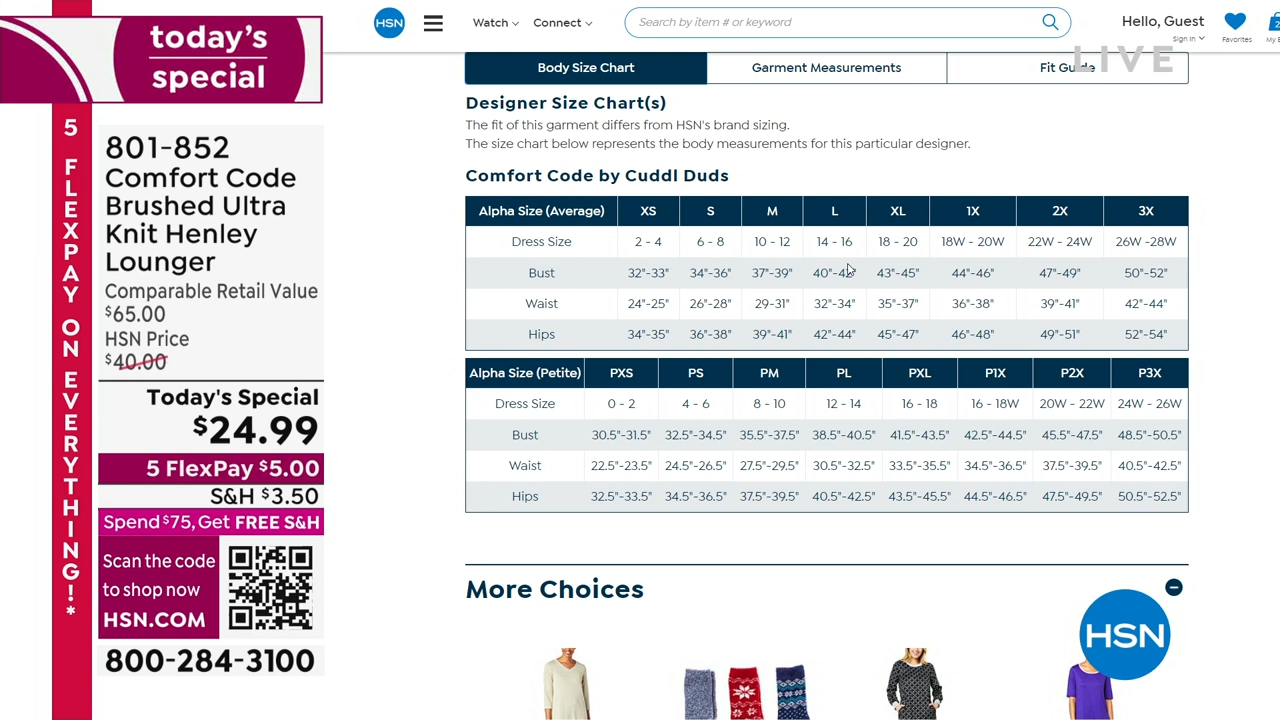 today's
special
5 FLEXPAY ON EVERYTHING!*
801-852
Comfort Code
Brushed Ultra
Knit Henley
Lounger
Comparable Retail Value
$65.00
HSN Price
$40.00
Today's Special
$24.99
5 FlexPay $5.00
S&H $3.50
Spend $75, Get FREE S&H
Scan the code
to shop now
HSN.COM
800-284-3100
HSN Watch Connect Search by item # or keyword Hello, Guest
Sign In Favorites My
LIVE
Body Size Chart Garment Measurements Fit Guide
Designer Size Chart(s)
The fit of this garment differs from HSN's brand sizing.
The size chart below represents the body measurements for this particular designer.
Comfort Code by Cuddl Duds
Alpha Size (Average) XS S M L XL 1X 2X 3X
Dress Size 2 - 4 6 - 8 10 - 12 14 - 16 18 - 20 18W - 20W 22W - 24W 26W -28W
Bust 32"-33" 34"-36" 37"-39" 40"-42" 43"-45" 44"-46" 47"-49" 50"-52"
Waist 24"-25" 26"-28" 29-31" 32"-34" 35"-37" 36"-38" 39"-41" 42"-44"
Hips 34"-35" 36"-38" 39"-41" 42"-44" 45"-47" 46"-48" 49"-51" 52"-54"
Alpha Size (Petite) PXS PS PM PL PXL P1X P2X P3X
Dress Size 0 - 2 4 - 6 8 - 10 12 - 14 16 - 18 16 - 18W 20W - 22W 24W - 26W
Bust 30.5"-31.5" 32.5"-34.5" 35.5"-37.5" 38.5"-40.5" 41.5"-43.5" 42.5"-44.5" 45.5"-47.5" 48.5"-50.5"
Waist 22.5"-23.5" 24.5"-26.5" 27.5"-29.5" 30.5"-32.5" 33.5"-35.5" 34.5"-36.5" 37.5"-39.5" 40.5"-42.5"
Hips 32.5"-33.5" 34.5"-36.5" 37.5"-39.5" 40.5"-42.5" 43.5"-45.5" 44.5"-46.5" 47.5"-49.5" 50.5"-52.5"
More Choices
HSN